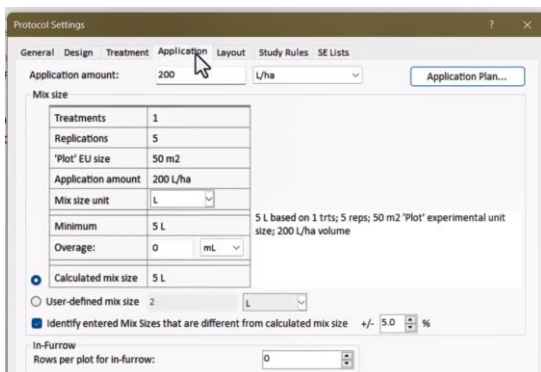 Protocol Settings ? ×
General Design Treatment Application Layout Study Rules SE Lists
Application amount: 200 L/ha Application Plan...
Mix size
Treatments 1
Replications 5
'Plot' EU size 50 m2
Application amount 200 L/ha
Mix size unit L
Minimum 5 L
Overage: 0 mL
Calculated mix size 5 L
5 L based on 1 trts; 5 reps; 50 m2 'Plot' experimental unit
size; 200 L/ha volume
User-defined mix size 2 L
Identify entered Mix Sizes that are different from calculated mix size +/- 5.0 %
In-Furrow
Rows per plot for in-furrow: 0